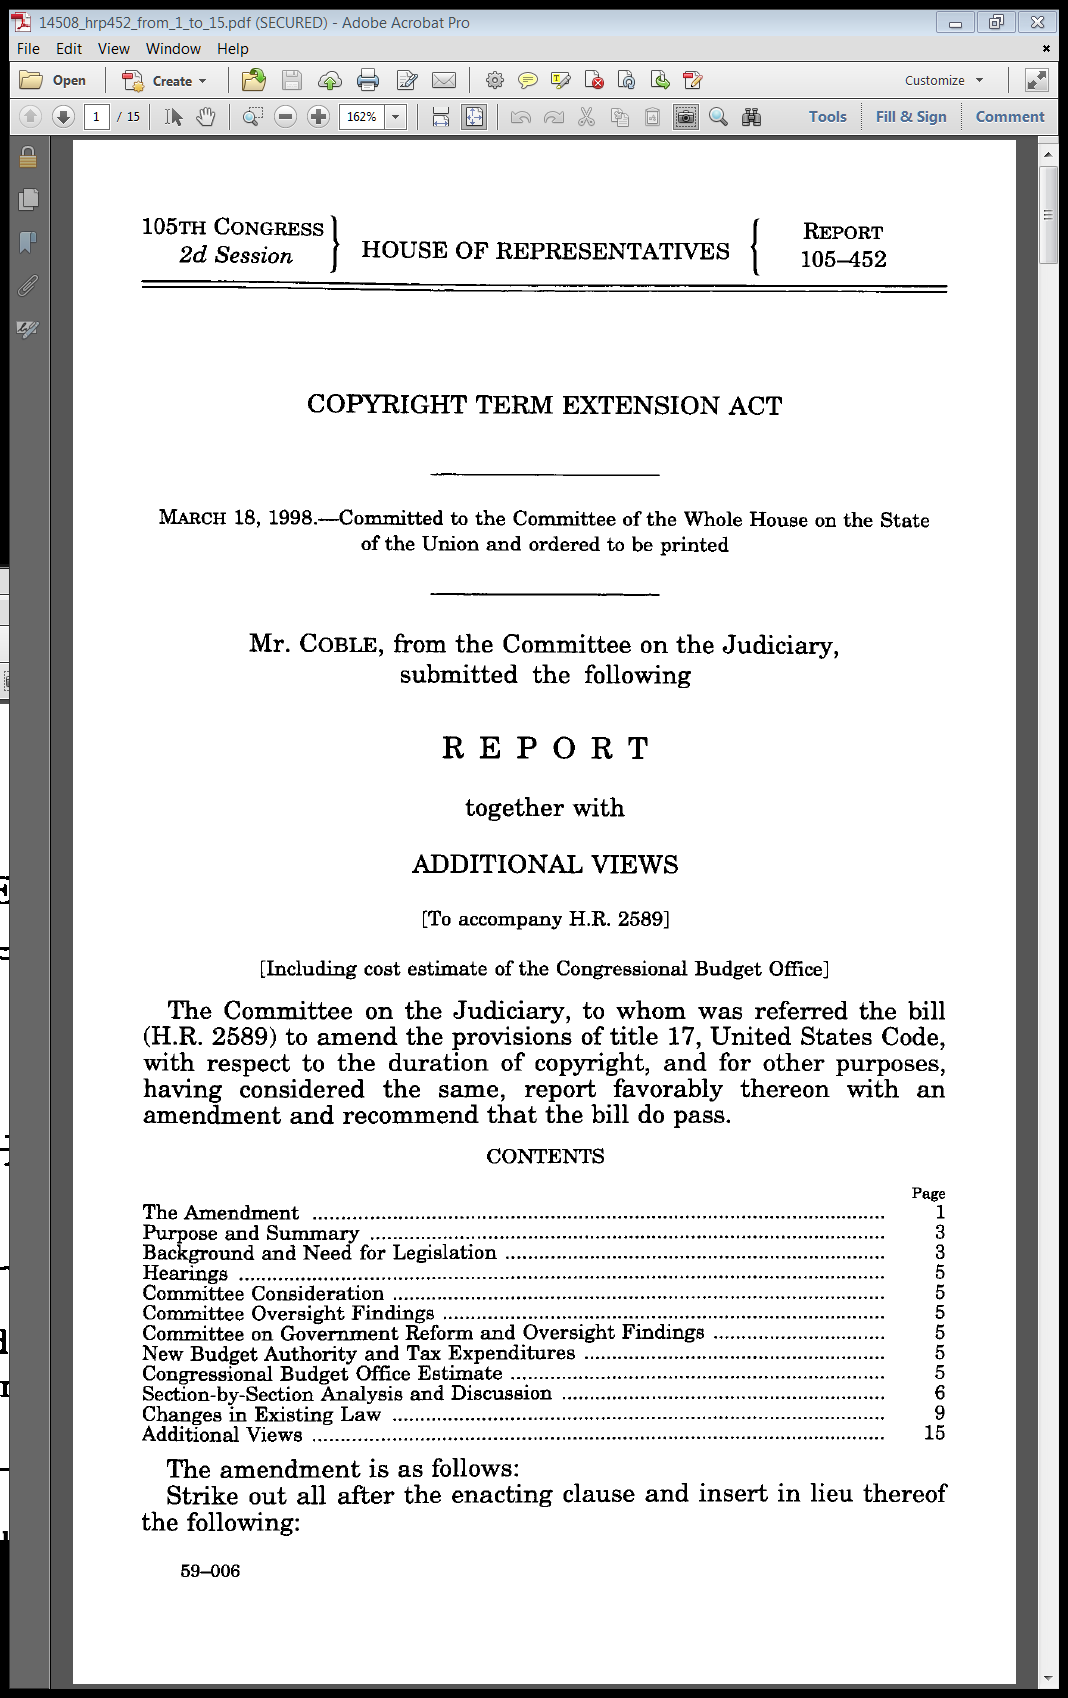 14508_hrp452_from_1_to_15.pdf (SECURED) - Adobe Acrobat Pro
File Edit View Window Help
Open Create Customize
1 / 15 162% Tools Fill & Sign Comment
105TH CONGRESS
2d Session
HOUSE OF REPRESENTATIVES
REPORT
105–452
COPYRIGHT TERM EXTENSION ACT
MARCH 18, 1998.—Committed to the Committee of the Whole House on the State
of the Union and ordered to be printed
Mr. COBLE, from the Committee on the Judiciary,
submitted the following
R E P O R T
together with
ADDITIONAL VIEWS
[To accompany H.R. 2589]
[Including cost estimate of the Congressional Budget Office]
The Committee on the Judiciary, to whom was referred the bill
(H.R. 2589) to amend the provisions of title 17, United States Code,
with respect to the duration of copyright, and for other purposes,
having considered the same, report favorably thereon with an
amendment and recommend that the bill do pass.
CONTENTS
Page
The Amendment 1
Purpose and Summary 3
Background and Need for Legislation 3
Hearings 5
Committee Consideration 5
Committee Oversight Findings 5
Committee on Government Reform and Oversight Findings 5
New Budget Authority and Tax Expenditures 5
Congressional Budget Office Estimate 5
Section-by-Section Analysis and Discussion 6
Changes in Existing Law 9
Additional Views 15
The amendment is as follows:
Strike out all after the enacting clause and insert in lieu thereof
the following:
59–006